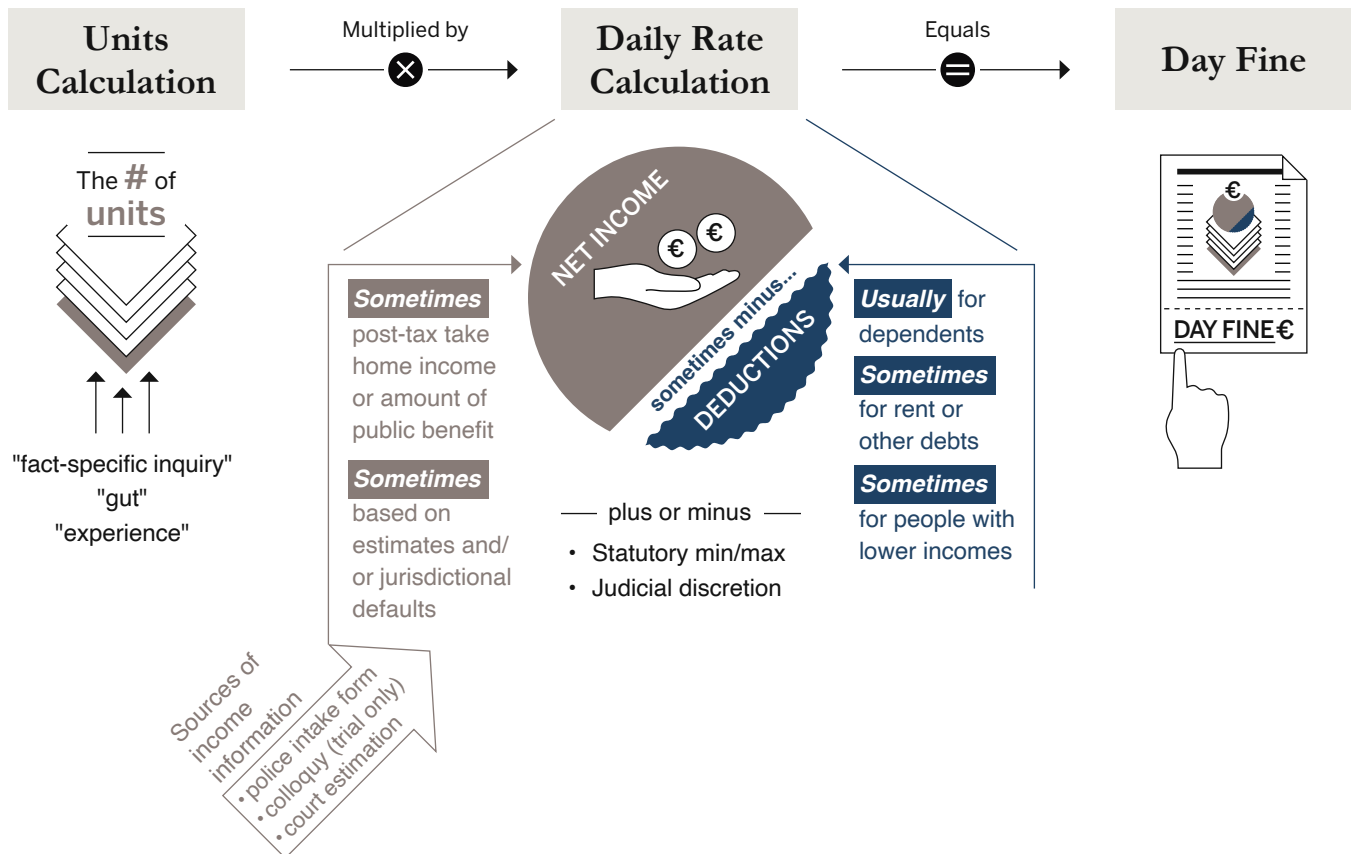 Units
Calculation
Multiplied by
×
Daily Rate
Calculation
Equals
=
Day Fine
The # of
units
"fact-specific inquiry"
"gut"
"experience"
Sometimes
post-tax take
home income
or amount of
public benefit
Sometimes
based on
estimates and/
or jurisdictional
defaults
Sources of
income
information
• police intake form
• colloquy (trial only)
• court estimation
NET INCOME
€ €
sometimes minus...
DEDUCTIONS
plus or minus
• Statutory min/max
• Judicial discretion
Usually for
dependents
Sometimes
for rent or
other debts
Sometimes
for people with
lower incomes
€
DAY FINE €